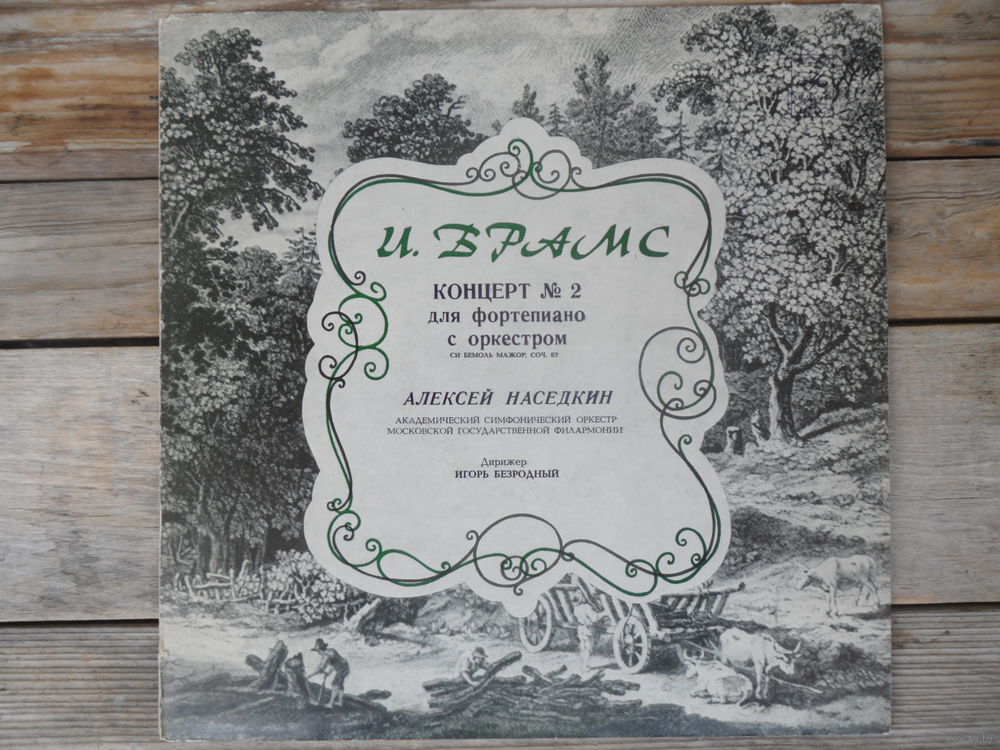 И. БРАМС
КОНЦЕРТ № 2
для фортепиано
с оркестром
СИ БЕМОЛЬ МАЖОР, СОЧ. 83
АЛЕКСЕЙ НАСЕДКИН
АКАДЕМИЧЕСКИЙ СИМФОНИЧЕСКИЙ ОРКЕСТР
МОСКОВСКОЙ ГОСУДАРСТВЕННОЙ ФИЛАРМОНИИ
Дирижер
ИГОРЬ БЕЗРОДНЫЙ